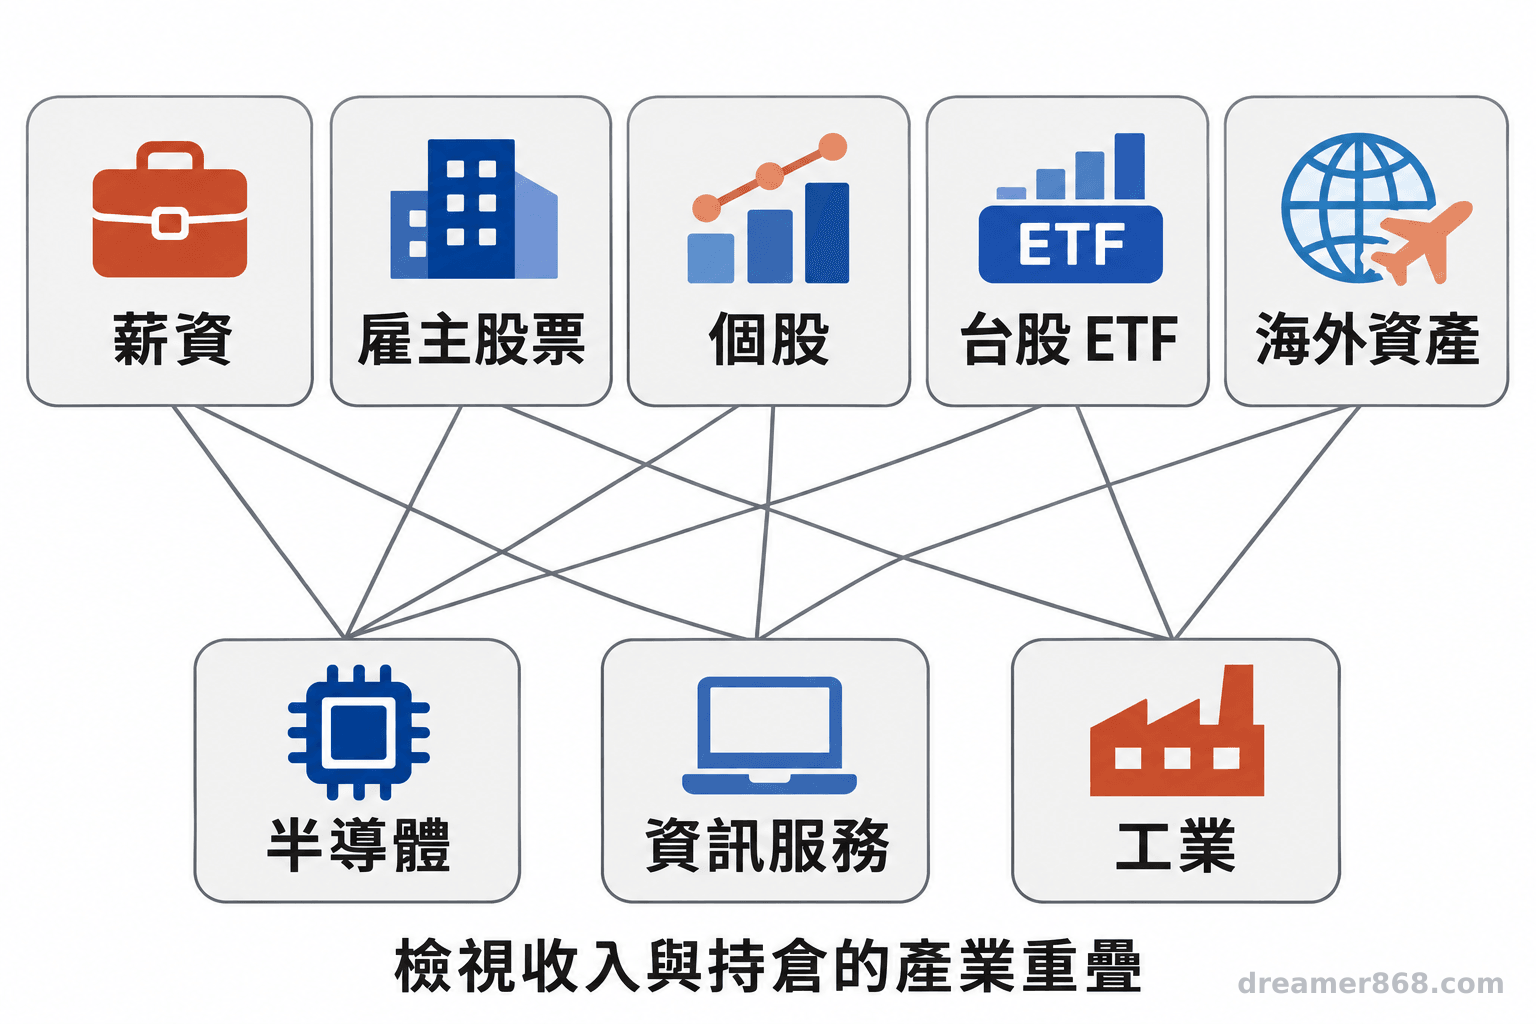 薪資
雇主股票
個股
ETF
台股 ETF
海外資產
半導體
資訊服務
工業
檢視收入與持倉的產業重疊
dreamer868.com